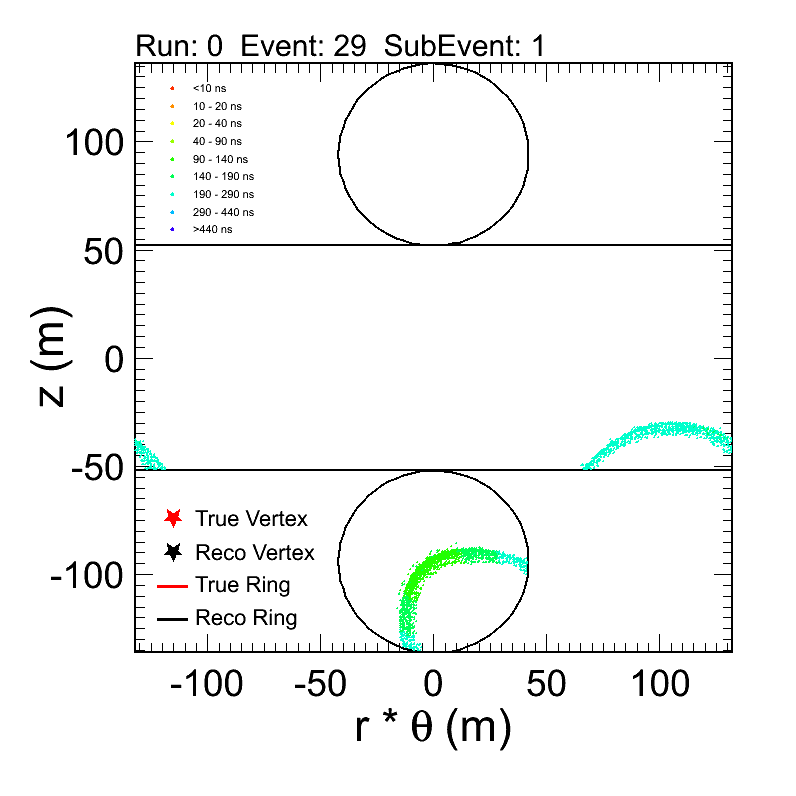 Run: 0 Event: 29 SubEvent: 1
<10 ns
10 - 20 ns
20 - 40 ns
40 - 90 ns
90 - 140 ns
140 - 190 ns
190 - 290 ns
290 - 440 ns
>440 ns
100
50
0
-50
-100
z (m)
True Vertex
Reco Vertex
True Ring
Reco Ring
-100 -50 0 50 100
r * θ (m)